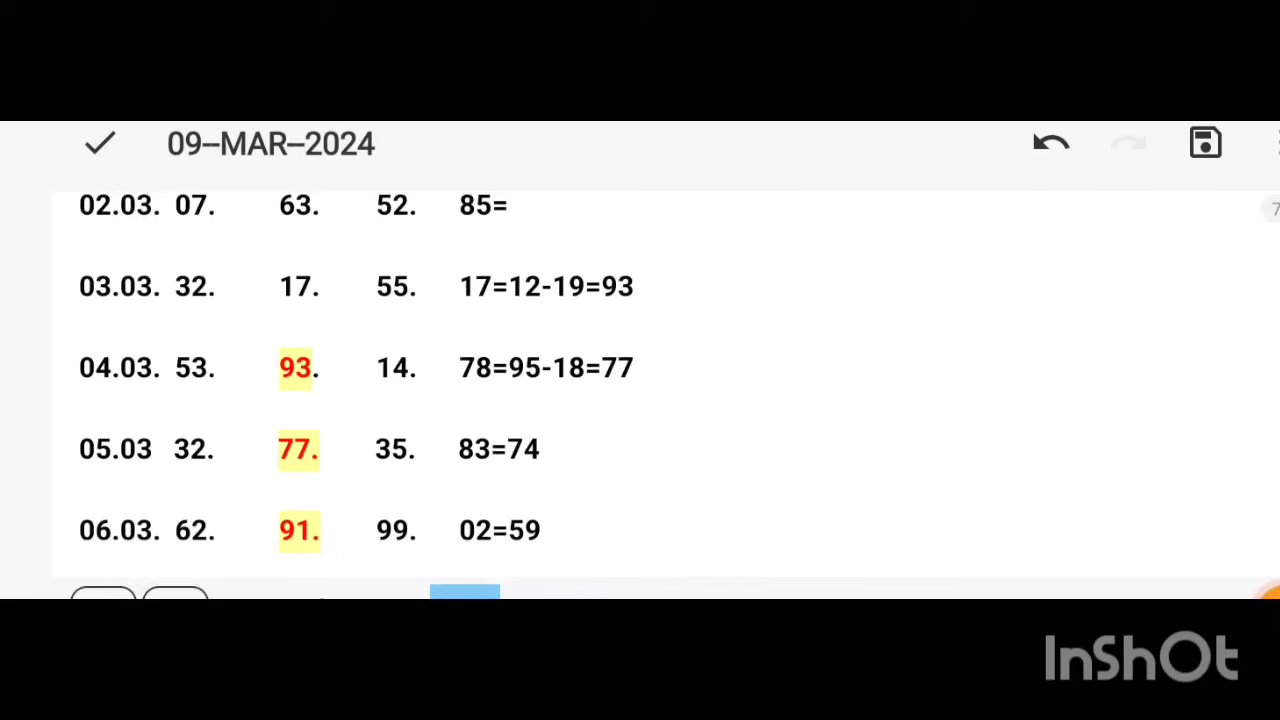 09–MAR–2024
02.03. 07. 63. 52. 85=
7
03.03. 32. 17. 55. 17=12-19=93
04.03. 53. 93. 14. 78=95-18=77
05.03 32. 77. 35. 83=74
06.03. 62. 91. 99. 02=59
InShOt